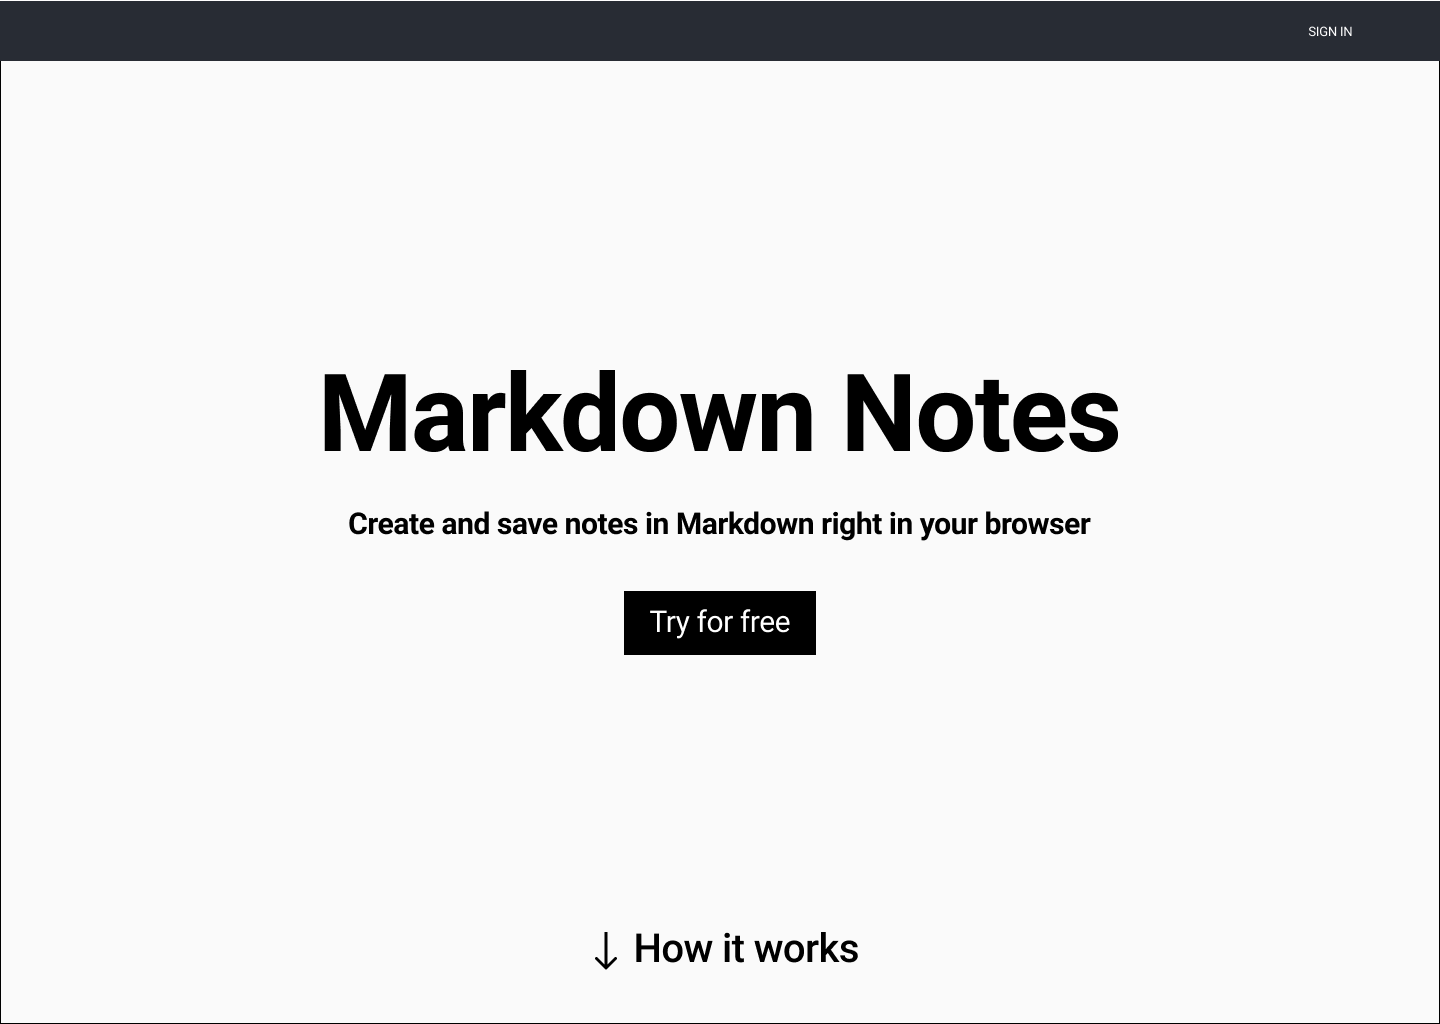 SIGN IN
Markdown Notes
Create and save notes in Markdown right in your browser
Try for free
↓ How it works